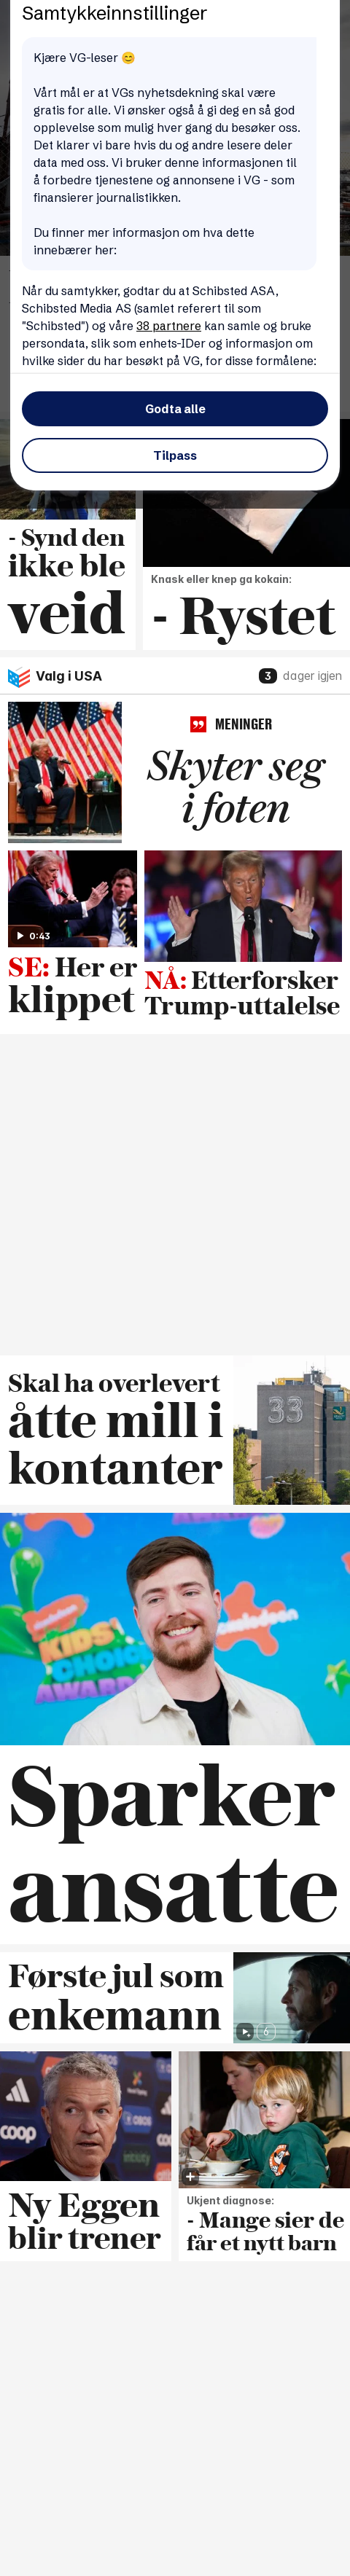 Samtykkeinnstillinger
Kjære VG-leser 😊
Vårt mål er at VGs nyhetsdekning skal være
gratis for alle. Vi ønsker også å gi deg en så god
opplevelse som mulig hver gang du besøker oss.
Det klarer vi bare hvis du og andre lesere deler
data med oss. Vi bruker denne informasjonen til
å forbedre tjenestene og annonsene i VG - som
finansierer journalistikken.
Du finner mer informasjon om hva dette
innebærer her:
Når du samtykker, godtar du at Schibsted ASA,
Schibsted Media AS (samlet referert til som
"Schibsted") og våre 38 partnere kan samle og bruke
persondata, slik som enhets-IDer og informasjon om
hvilke sider du har besøkt på VG, for disse formålene:
Godta alle
Tilpass
- Synd den
ikke ble
veid
Knask eller knep ga kokain:
- Rystet
Valg i USA
3 dager igjen
MENINGER
Skyter seg
i foten
0:43
SE: Her er
klippet
NÅ: Etterforsker
Trump-uttalelse
Skal ha overlevert
åtte mill i
kontanter
33
KIDS'
CHOICE
AWARDS
nickelodeon
Sparker
ansatte
Første jul som
enkemann
6
coop
OBOS
Ny Eggen
blir trener
Ukjent diagnose:
- Mange sier de
får et nytt barn